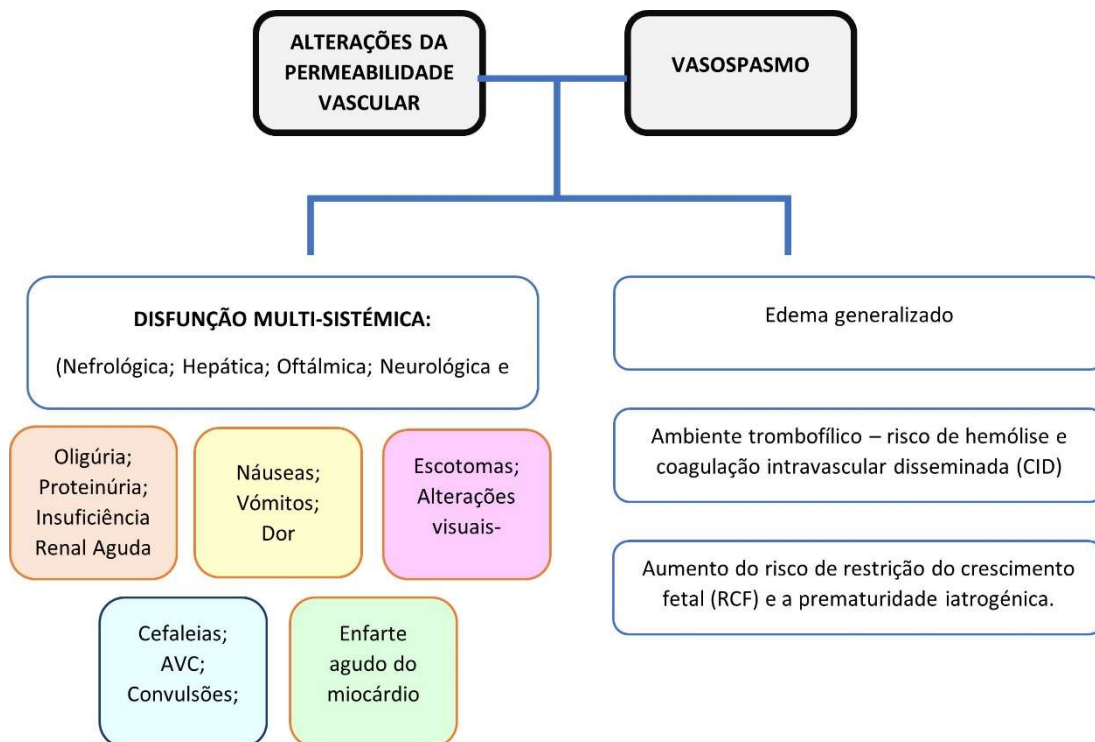 ALTERAÇÕES DA
PERMEABILIDADE
VASCULAR
VASOSPASMO
DISFUNÇÃO MULTI-SISTÉMICA:
(Nefrológica; Hepática; Oftálmica; Neurológica e
Oligúria;
Proteinúria;
Insuficiência
Renal Aguda
Náuseas;
Vómitos;
Dor
Escotomas;
Alterações
visuais-
Cefaleias;
AVC;
Convulsões;
Enfarte
agudo do
miocárdio
Edema generalizado
Ambiente trombofílico – risco de hemólise e
coagulação intravascular disseminada (CID)
Aumento do risco de restrição do crescimento
fetal (RCF) e a prematuridade iatrogénica.